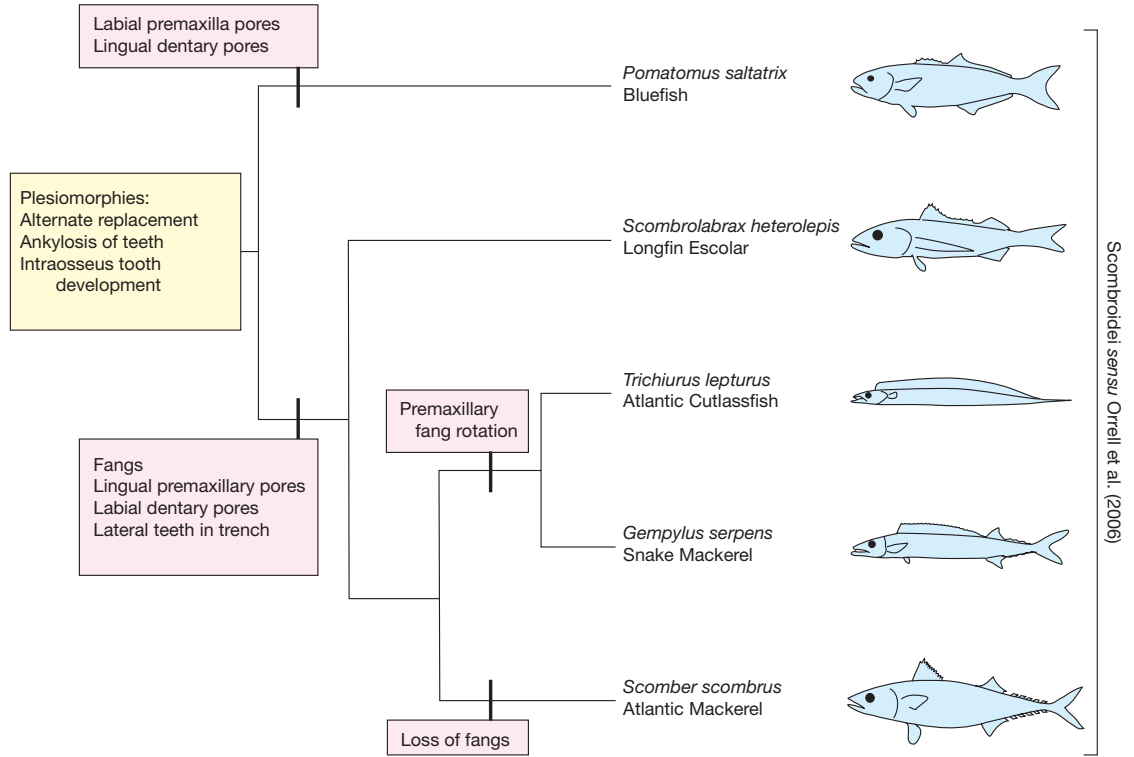 Labial premaxilla pores
Lingual dentary pores
Pomatomus saltatrix
Bluefish
Plesiomorphies:
Alternate replacement
Ankylosis of teeth
Intraosseus tooth
development
Scombrolabrax heterolepis
Longfin Escolar
Premaxillary
fang rotation
Trichiurus lepturus
Atlantic Cutlassfish
Fangs
Lingual premaxillary pores
Labial dentary pores
Lateral teeth in trench
Gempylus serpens
Snake Mackerel
Scomber scombrus
Atlantic Mackerel
Loss of fangs
Scombroidei sensu Orrell et al. (2006)